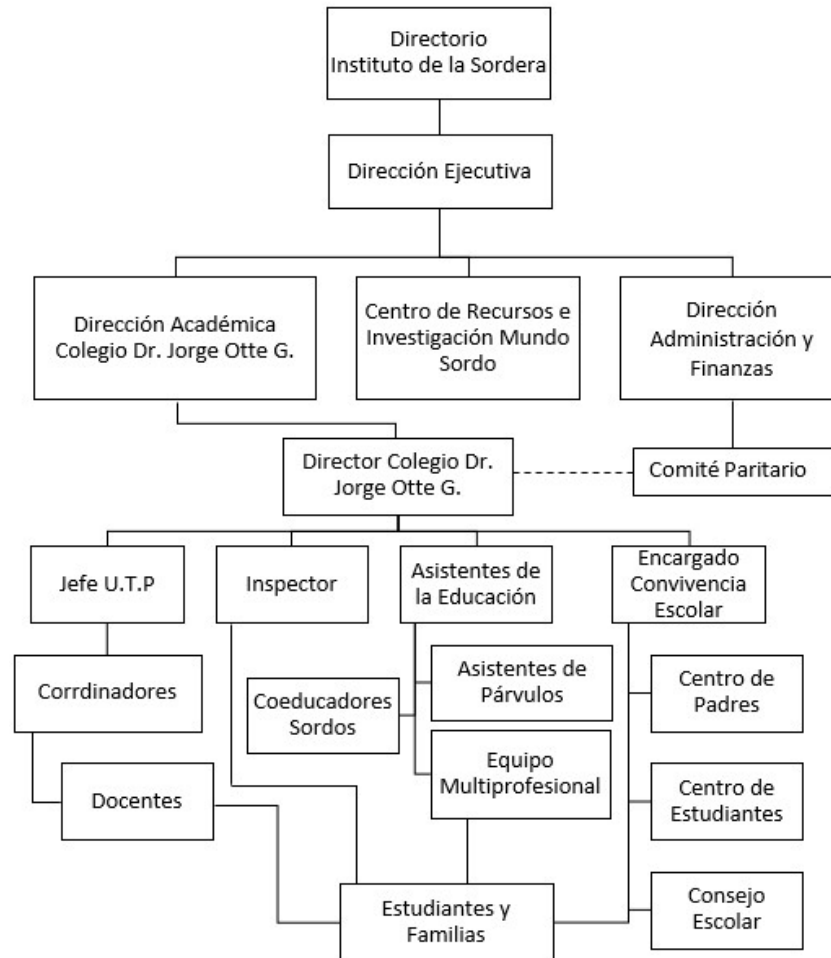 Directorio
Instituto de la Sordera
Dirección Ejecutiva
Dirección Académica
Colegio Dr. Jorge Otte G.
Centro de Recursos e
Investigación Mundo
Sordo
Dirección
Administración y
Finanzas
Director Colegio Dr.
Jorge Otte G.
Comité Paritario
Jefe U.T.P
Inspector
Asistentes de
la Educación
Encargado
Convivencia
Escolar
Corrdinadores
Coeducadores
Sordos
Asistentes de
Párvulos
Centro de
Padres
Docentes
Equipo
Multiprofesional
Centro de
Estudiantes
Estudiantes y
Familias
Consejo
Escolar